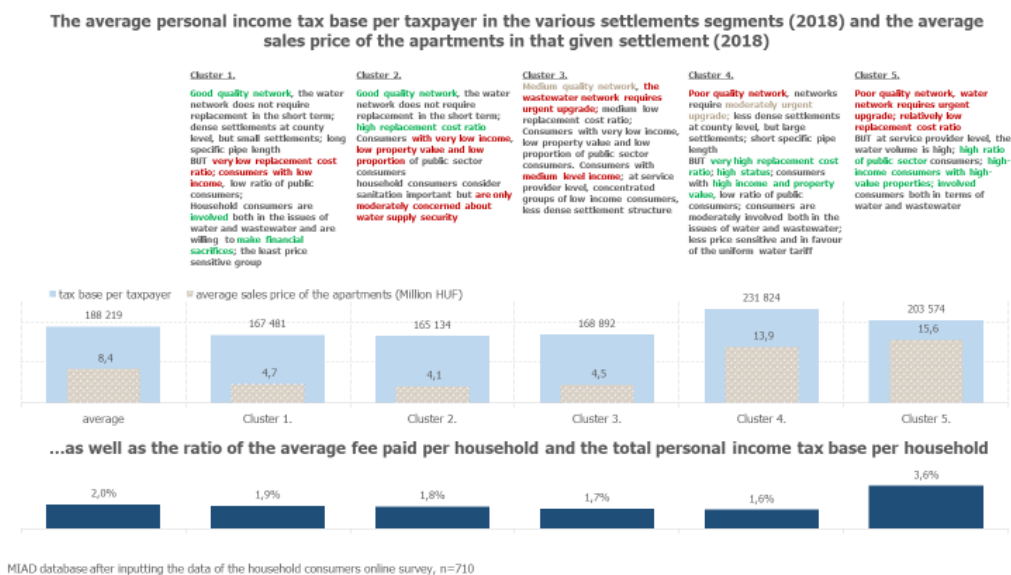 The average personal income tax base per taxpayer in the various settlements segments (2018) and the average
sales price of the apartments in that given settlement (2018)
Cluster 1.
Good quality network, the water
network does not require
replacement in the short term;
dense settlements at county
level, but small settlements; long
specific pipe length
BUT very low replacement cost
ratio; consumers with low
income, low ratio of public
consumers;
Household consumers are
involved both in the issues of
water and wastewater and are
willing to make financial
sacrifices; the least price
sensitive group
Cluster 2.
Good quality network, the water
network does not require
replacement in the short term;
high replacement cost ratio
Consumers with very low income,
low property value and low
proportion of public sector
consumers
household consumers consider
sanitation important but are only
moderately concerned about
water supply security
Cluster 3.
Medium quality network, the
wastewater network requires
urgent upgrade; medium low
replacement cost ratio;
Consumers with very low income,
low property value and low
proportion of public sector
consumers. Consumers with
medium level income; at service
provider level, concentrated
groups of low income consumers,
less dense settlement structure
Cluster 4.
Poor quality network, networks
require moderately urgent
upgrade; less dense settlements
at county level, but large
settlements; short specific pipe
length
BUT very high replacement cost
ratio; high status; consumers
with high income and property
value, low ratio of public
consumers; consumers are
moderately involved both in the
issues of water and wastewater;
less price sensitive and in favour
of the uniform water tariff
Cluster 5.
Poor quality network, water
network requires urgent
upgrade; relatively low
replacement cost ratio
BUT at service provider level, the
water volume is high; high ratio
of public sector consumers; high-
income consumers with high-
value properties; involved
consumers both in terms of
water and wastewater
tax base per taxpayer
average sales price of the apartments (Million HUF)
188 219
167 481
165 134
168 892
231 824
203 574
8,4
4,7
4,1
4,5
13,9
15,6
average
Cluster 1.
Cluster 2.
Cluster 3.
Cluster 4.
Cluster 5.
...as well as the ratio of the average fee paid per household and the total personal income tax base per household
2,0%
1,9%
1,8%
1,7%
1,6%
3,6%
MIAD database after inputting the data of the household consumers online survey, n=710